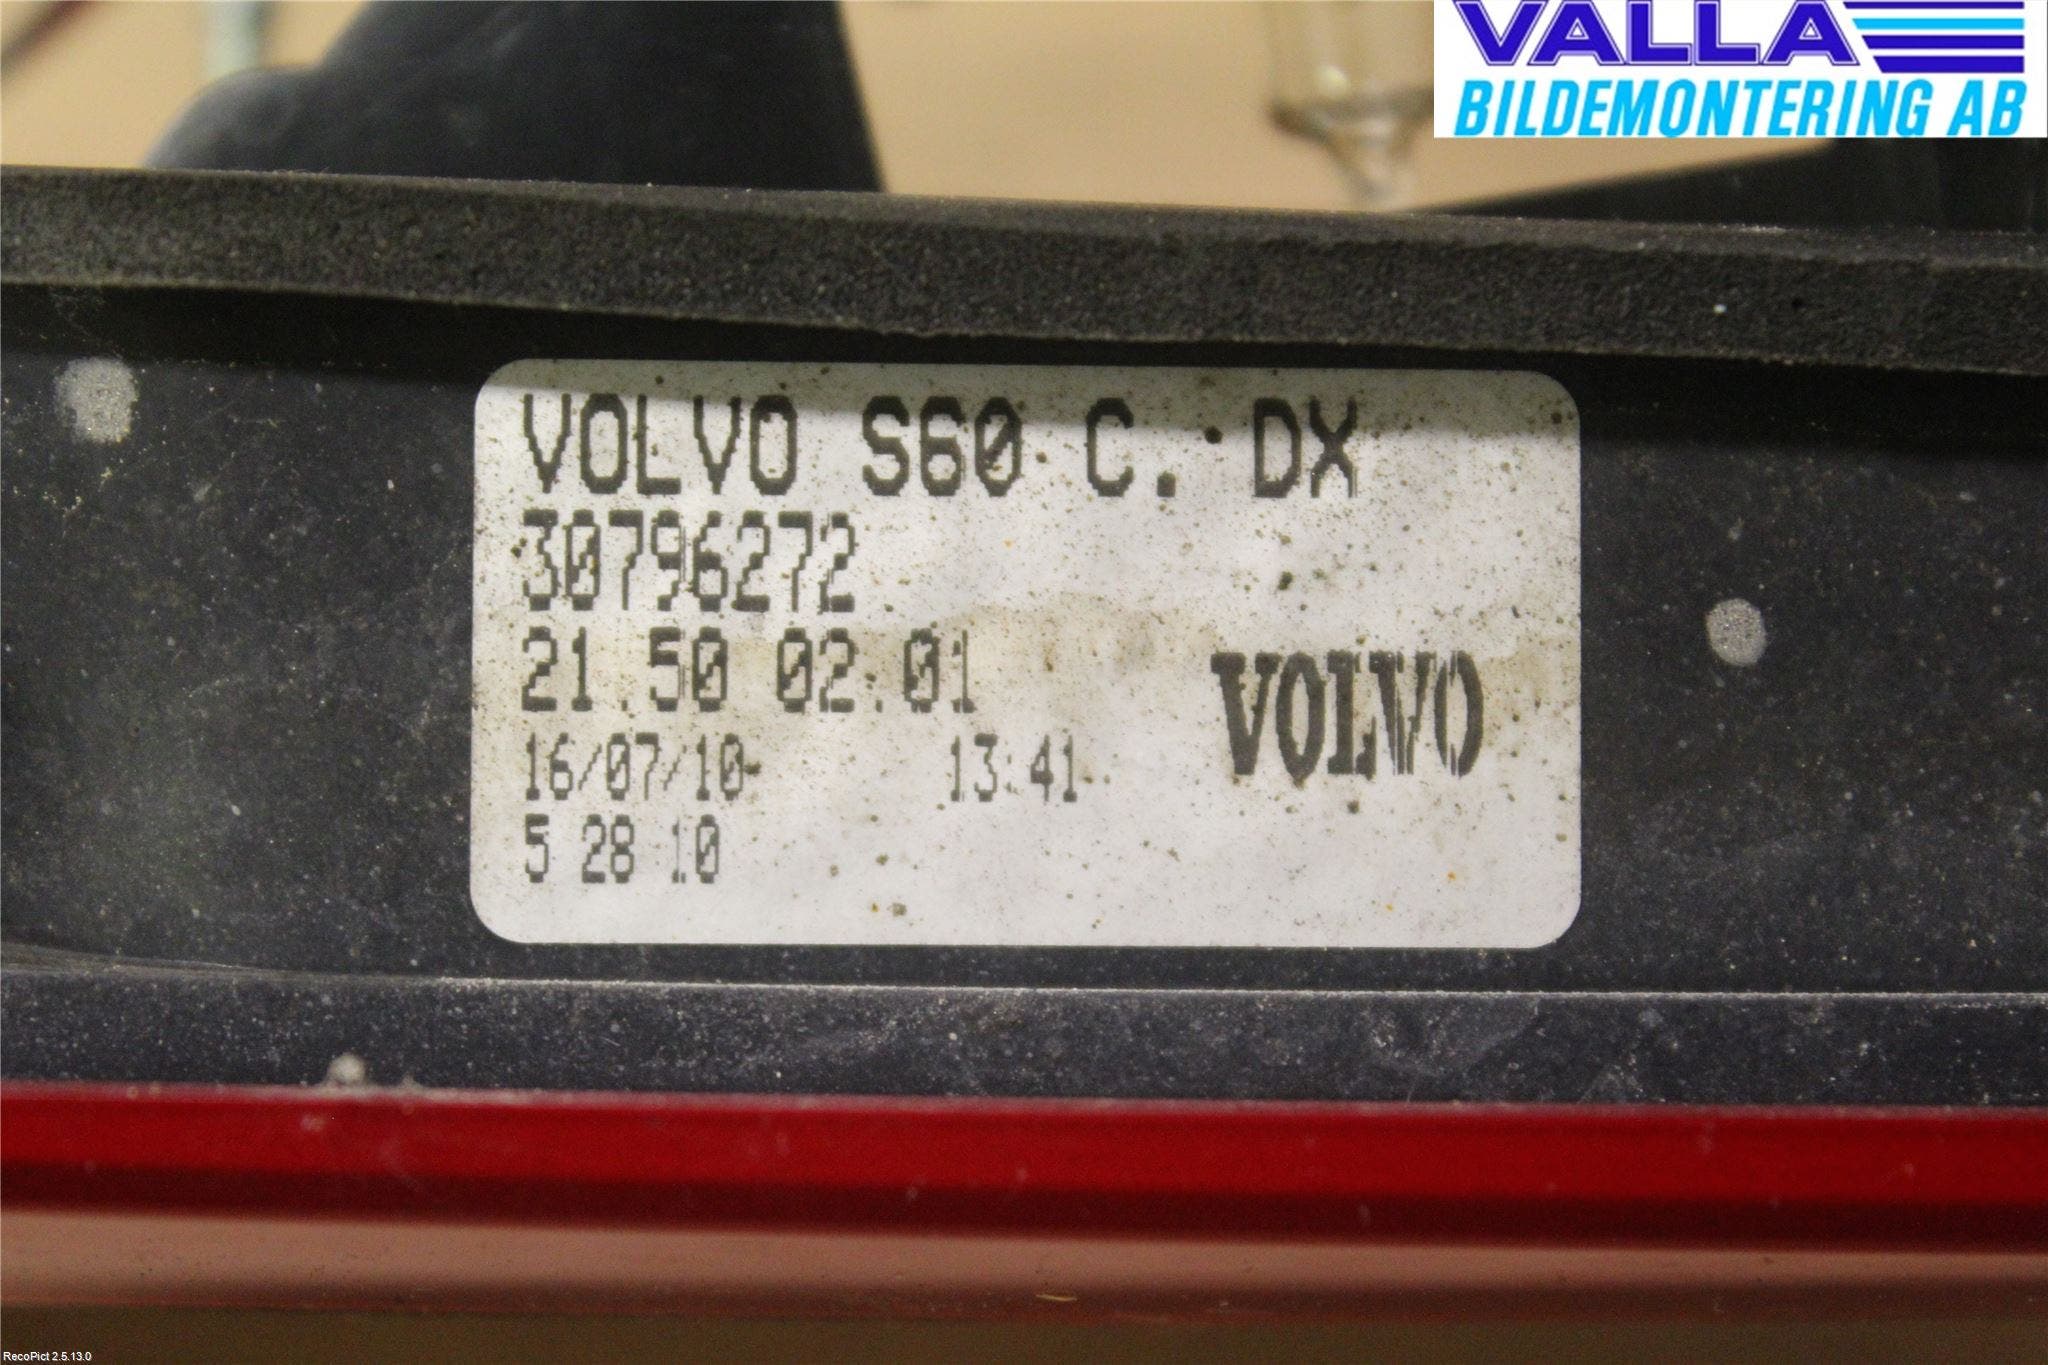 VALLA
BILDEMONTERING AB
VOLVO S60 C. DX
30796272
21.50 02.01
16/07/10 13:41
VOLVO
5 28 10
RecoPict 2.5.13.0